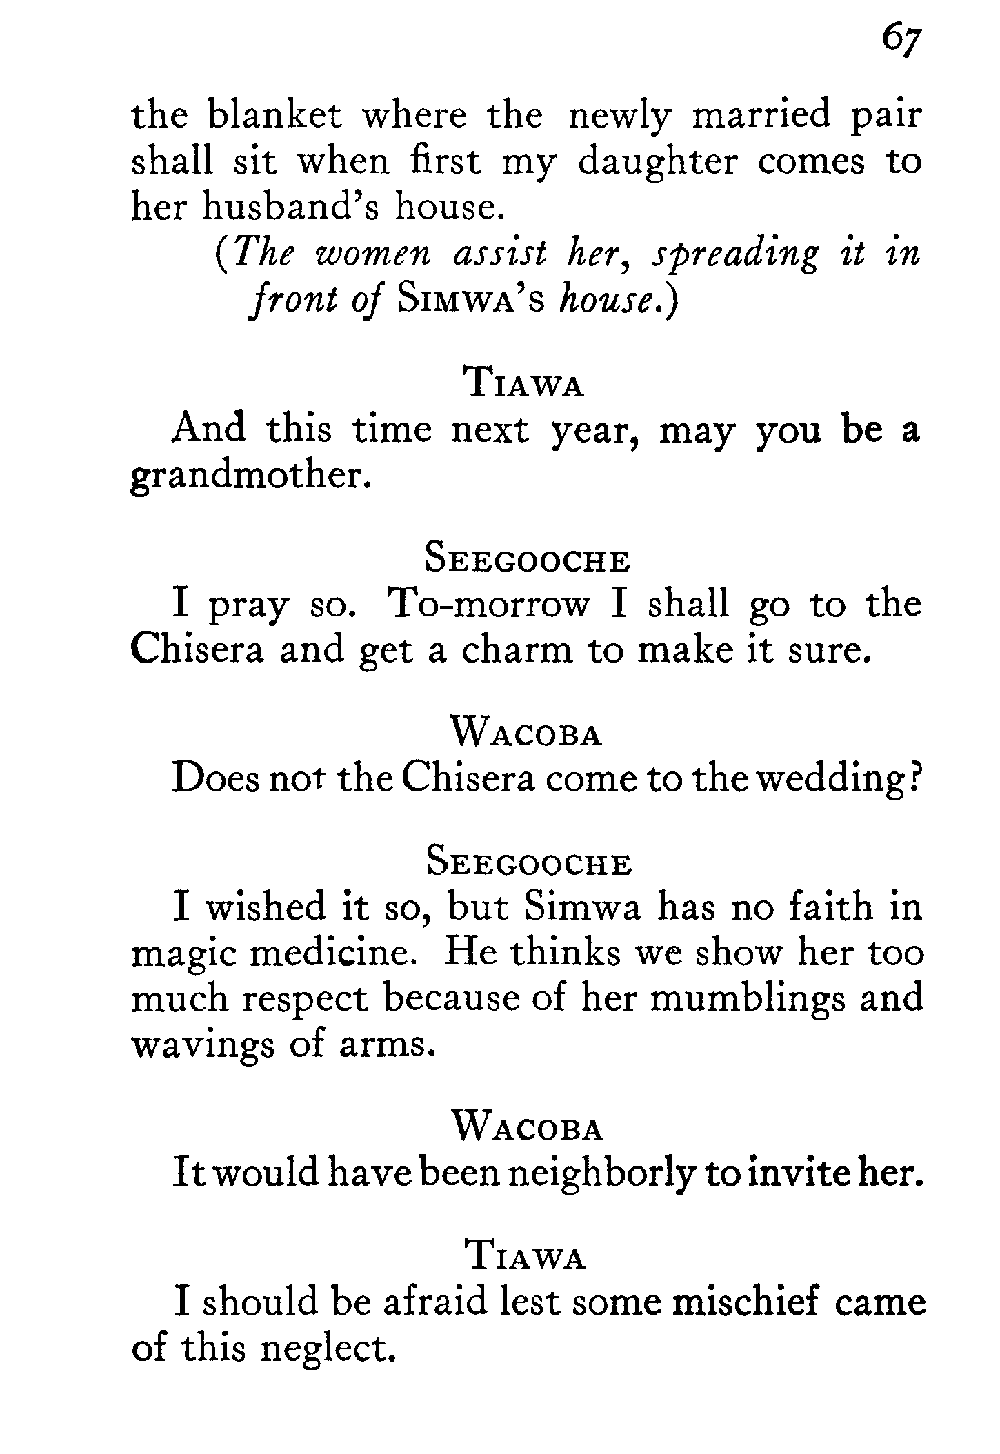 67
the blanket where the newly married pair
shall sit when first my daughter comes to
her husband's house.
(The women assist her, spreading it in
front of Simwa's house.)
Tiawa
And this time next year, may you be a
grandmother.
Seegooche
I pray so. To-morrow I shall go to the
Chisera and get a charm to make it sure.
Wacoba
Does not the Chisera come to the wedding?
Seegooche
I wished it so, but Simwa has no faith in
magic medicine. He thinks we show her too
much respect because of her mumblings and
wavings of arms.
Wacoba
It would have been neighborly to invite her.
Tiawa
I should be afraid lest some mischief came
of this neglect.